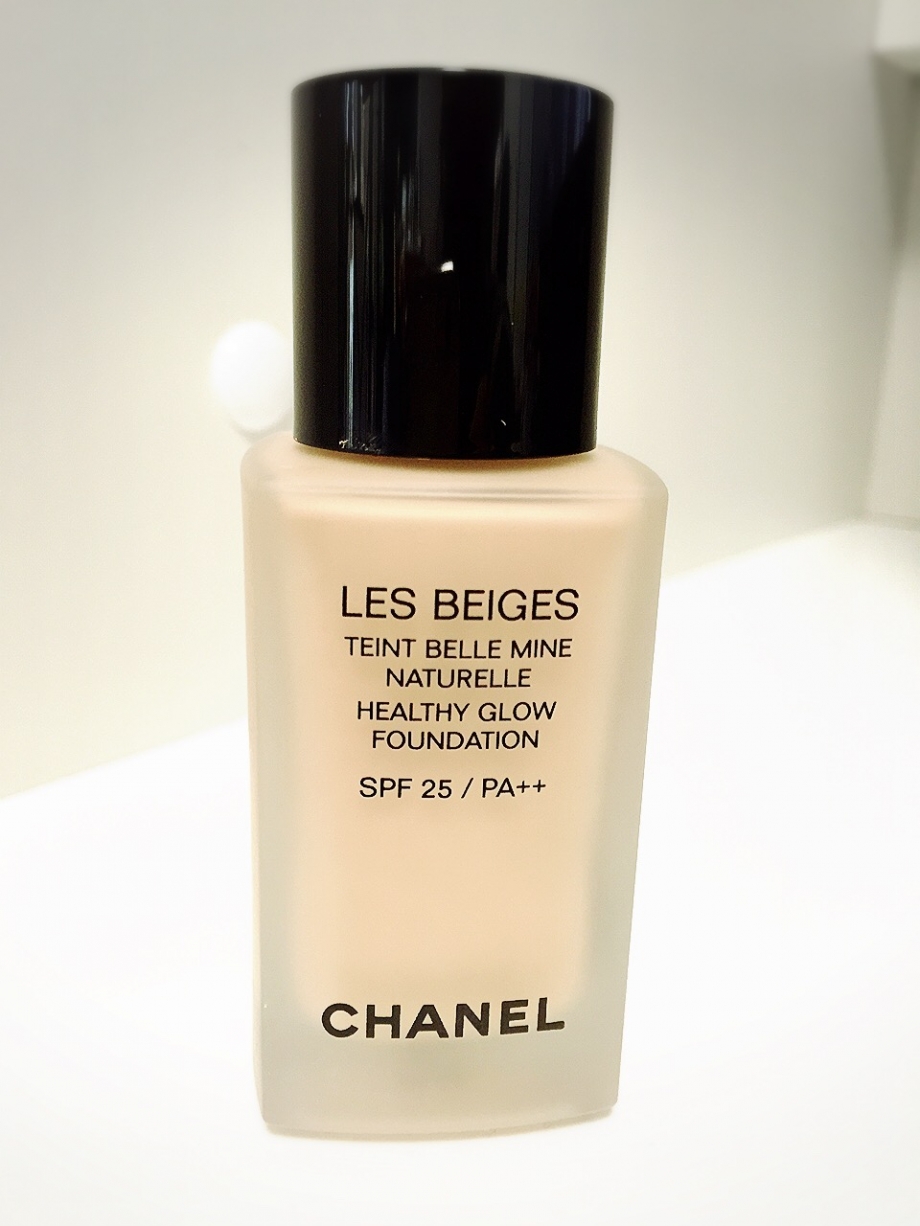 LES BEIGES
TEINT BELLE MINE
NATURELLE
HEALTHY GLOW
FOUNDATION
SPF 25 / PA++
CHANEL